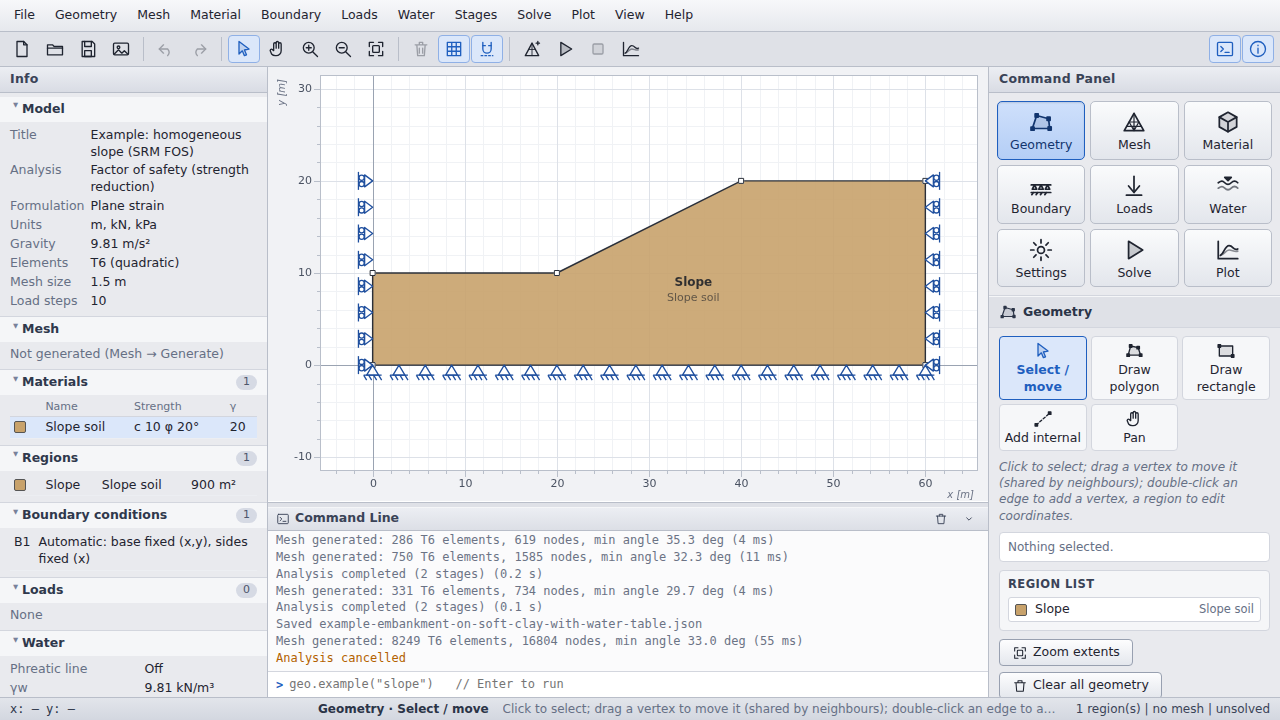 File Geometry Mesh Material Boundary Loads Water Stages Solve Plot View Help
Info
Model
Title Example: homogeneous slope (SRM FOS)
Analysis Factor of safety (strength reduction)
Formulation Plane strain
Units m, kN, kPa
Gravity 9.81 m/s²
Elements T6 (quadratic)
Mesh size 1.5 m
Load steps 10
Mesh
Not generated (Mesh → Generate)
Materials 1
Name Strength γ
Slope soil c 10 φ 20° 20
Regions 1
Slope Slope soil 900 m²
Boundary conditions 1
B1 Automatic: base fixed (x,y), sides fixed (x)
Loads 0
None
Water
Phreatic line Off
γw 9.81 kN/m³
y [m]
30
20
10
0
-10
0 10 20 30 40 50 60
x [m]
Slope
Slope soil
Command Line
Mesh generated: 286 T6 elements, 619 nodes, min angle 35.3 deg (4 ms)
Mesh generated: 750 T6 elements, 1585 nodes, min angle 32.3 deg (11 ms)
Analysis completed (2 stages) (0.2 s)
Mesh generated: 331 T6 elements, 734 nodes, min angle 29.7 deg (4 ms)
Analysis completed (2 stages) (0.1 s)
Saved example-embankment-on-soft-clay-with-water-table.json
Mesh generated: 8249 T6 elements, 16804 nodes, min angle 33.0 deg (55 ms)
Analysis cancelled
> geo.example("slope") // Enter to run
Command Panel
Geometry Mesh Material
Boundary Loads Water
Settings Solve Plot
Geometry
Select / move
Draw polygon
Draw rectangle
Add internal Pan
Click to select; drag a vertex to move it
(shared by neighbours); double-click an
edge to add a vertex, a region to edit
coordinates.
Nothing selected.
REGION LIST
Slope Slope soil
Zoom extents
Clear all geometry
x: — y: — Geometry · Select / move Click to select; drag a vertex to move it (shared by neighbours); double-click an edge to a... 1 region(s) | no mesh | unsolved